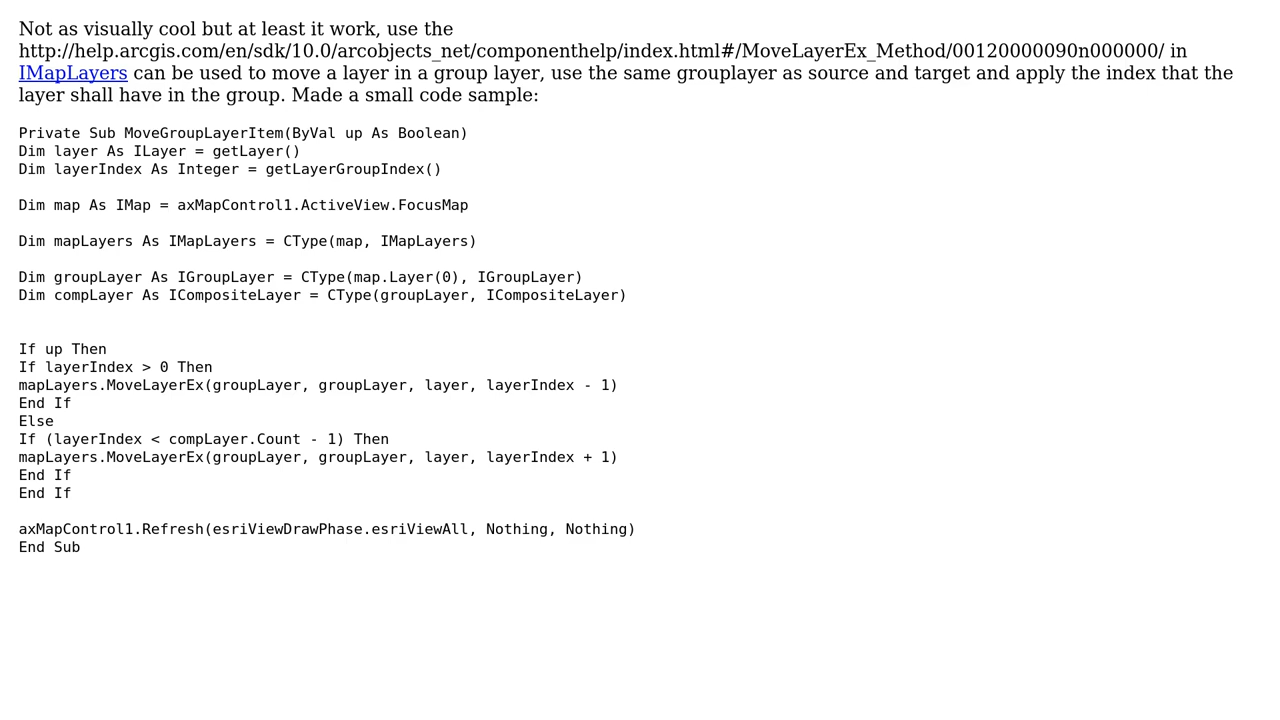 Not as visually cool but at least it work, use the
http://help.arcgis.com/en/sdk/10.0/arcobjects_net/componenthelp/index.html#/MoveLayerEx_Method/00120000090n000000/ in
IMapLayers can be used to move a layer in a group layer, use the same grouplayer as source and target and apply the index that the
layer shall have in the group. Made a small code sample:
Private Sub MoveGroupLayerItem(ByVal up As Boolean)
Dim layer As ILayer = getLayer()
Dim layerIndex As Integer = getLayerGroupIndex()
Dim map As IMap = axMapControl1.ActiveView.FocusMap
Dim mapLayers As IMapLayers = CType(map, IMapLayers)
Dim groupLayer As IGroupLayer = CType(map.Layer(0), IGroupLayer)
Dim compLayer As ICompositeLayer = CType(groupLayer, ICompositeLayer)
If up Then
If layerIndex > 0 Then
mapLayers.MoveLayerEx(groupLayer, groupLayer, layer, layerIndex - 1)
End If
Else
If (layerIndex < compLayer.Count - 1) Then
mapLayers.MoveLayerEx(groupLayer, groupLayer, layer, layerIndex + 1)
End If
End If
axMapControl1.Refresh(esriViewDrawPhase.esriViewAll, Nothing, Nothing)
End Sub